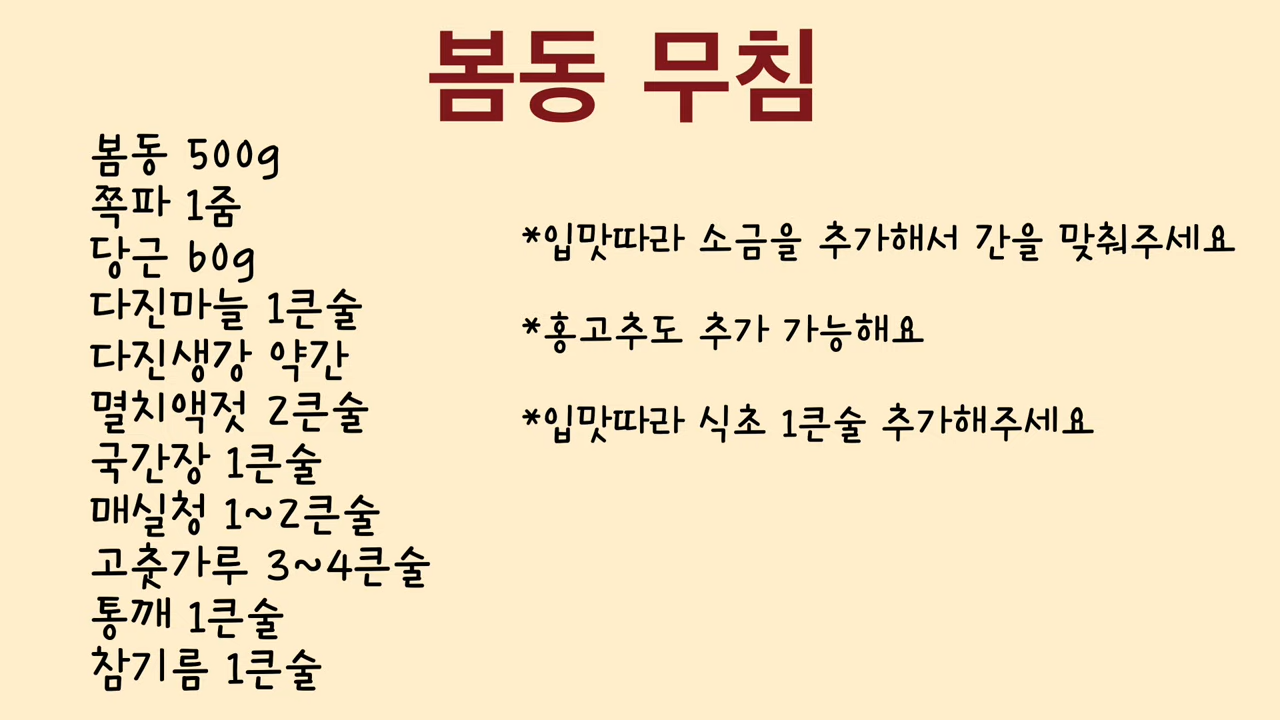 봄동 무침
봄동 500g
쪽파 1줌
당근 60g
다진마늘 1큰술
다진생강 약간
멸치액젓 2큰술
국간장 1큰술
매실청 1~2큰술
고춧가루 3~4큰술
통깨 1큰술
참기름 1큰술
*입맛따라 소금을 추가해서 간을 맞춰주세요
*홍고추도 추가 가능해요
*입맛따라 식초 1큰술 추가해주세요